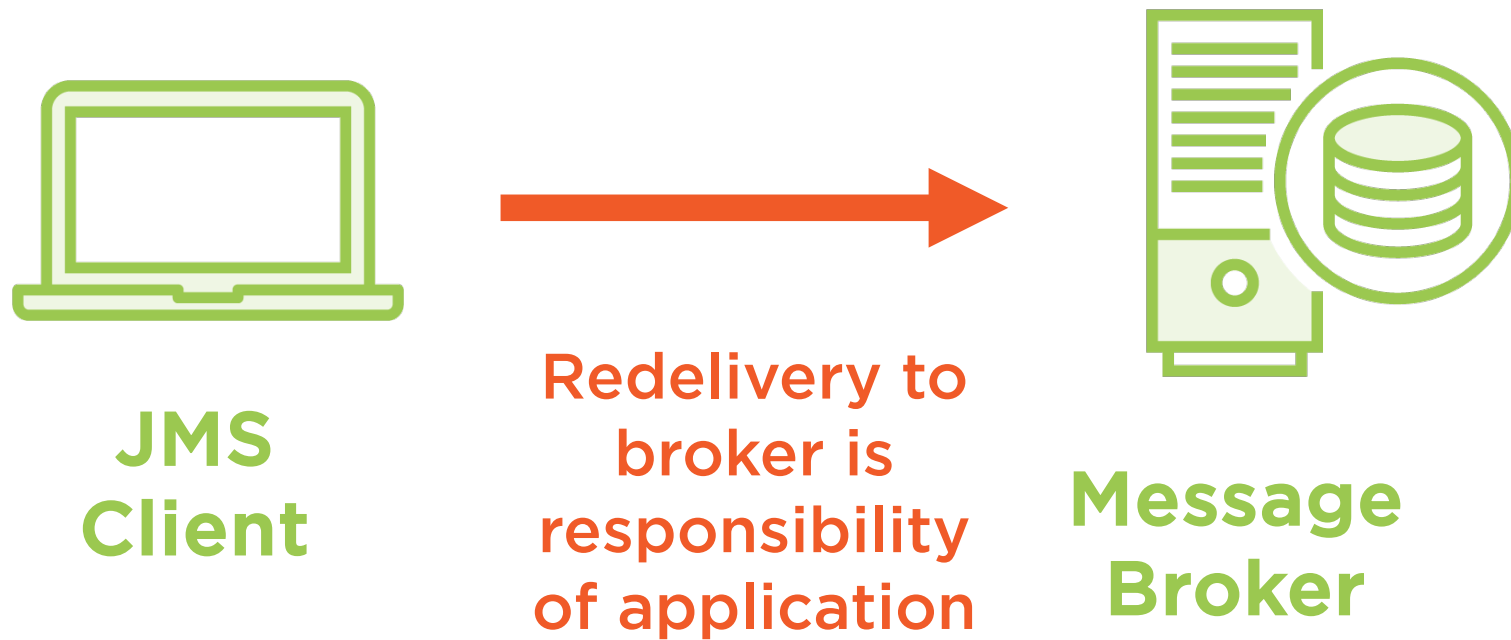 JMS
Client
Redelivery to
broker is
responsibility
of application
Message
Broker